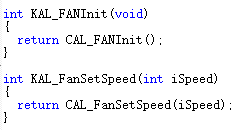 int KAL_FANInit(void)
{
  return CAL_FANInit();
}
int KAL_FanSetSpeed(int iSpeed)
{
  return CAL_FanSetSpeed(iSpeed);
}